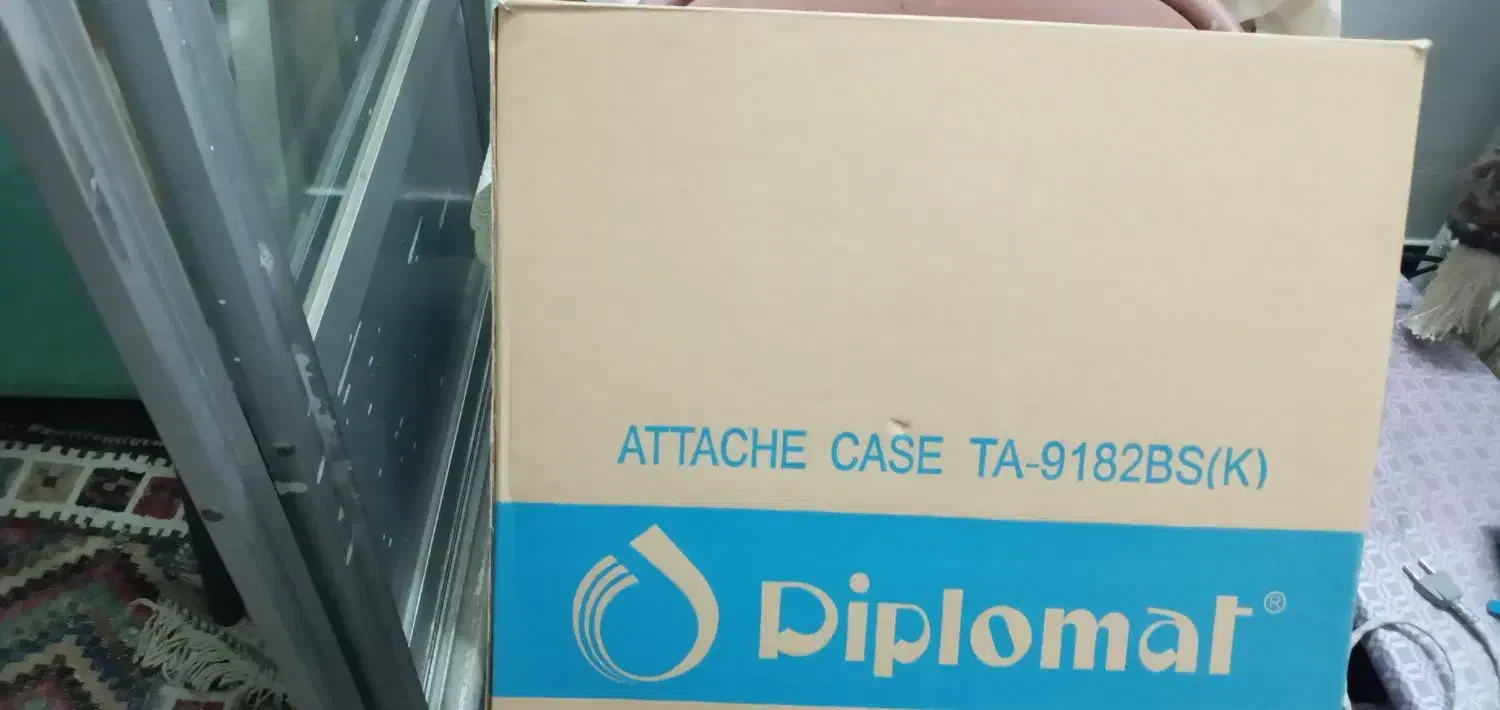 ATTACHE CASE TA-9182BS(K)
Diplomat®